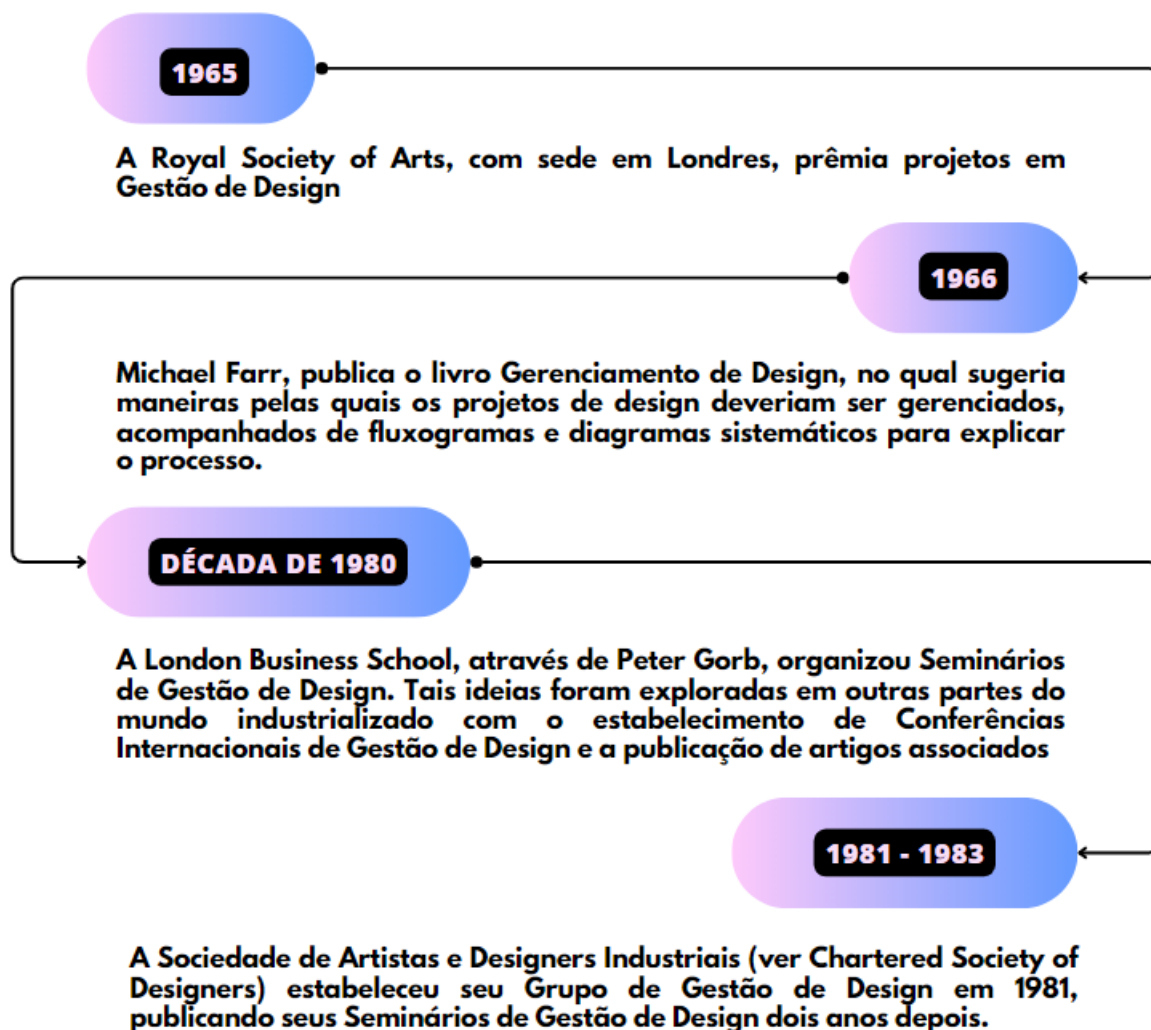 1965
A Royal Society of Arts, com sede em Londres, prêmia projetos em
Gestão de Design
1966
Michael Farr, publica o livro Gerenciamento de Design, no qual sugeria
maneiras pelas quais os projetos de design deveriam ser gerenciados,
acompanhados de fluxogramas e diagramas sistemáticos para explicar
o processo.
DÉCADA DE 1980
A London Business School, através de Peter Gorb, organizou Seminários
de Gestão de Design. Tais ideias foram exploradas em outras partes do
mundo industrializado com o estabelecimento de Conferências
Internacionais de Gestão de Design e a publicação de artigos associados
1981 - 1983
A Sociedade de Artistas e Designers Industriais (ver Chartered Society of
Designers) estabeleceu seu Grupo de Gestão de Design em 1981,
publicando seus Seminários de Gestão de Design dois anos depois.